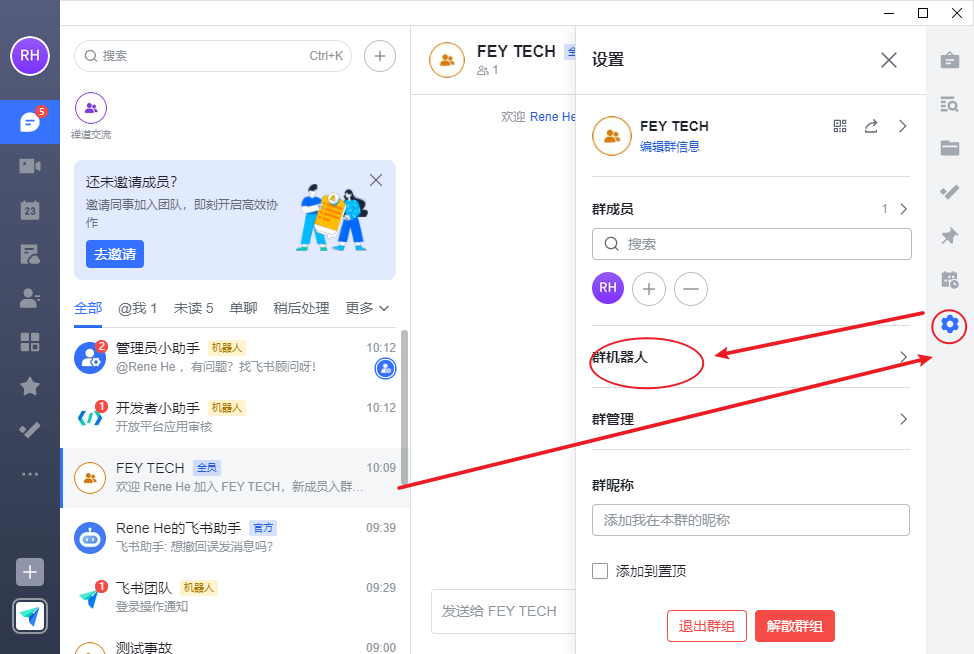 RH
5
23
搜索
Ctrl+K
禅道交流
还未邀请成员？
邀请同事加入团队，即刻开启高效协
作
去邀请
全部
@我 1
未读 5
单聊
稍后处理
更多
2
管理员小助手
机器人
10:12
@Rene He ，有问题？找飞书顾问呀！
1
开发者小助手
机器人
10:12
开放平台应用审核
FEY TECH
全员
10:09
欢迎 Rene He 加入 FEY TECH，新成员入群...
Rene He的飞书助手
官方
09:39
飞书助手: 想撤回误发消息吗？
1
飞书团队
机器人
09:29
登录操作通知
测试事故
09:00
FEY TECH
全
1
欢迎 Rene He
发送给 FEY TECH
设置
FEY TECH
编辑群信息
群成员
1
搜索
RH
群机器人
群管理
群昵称
添加我在本群的昵称
添加到置顶
退出群组
解散群组